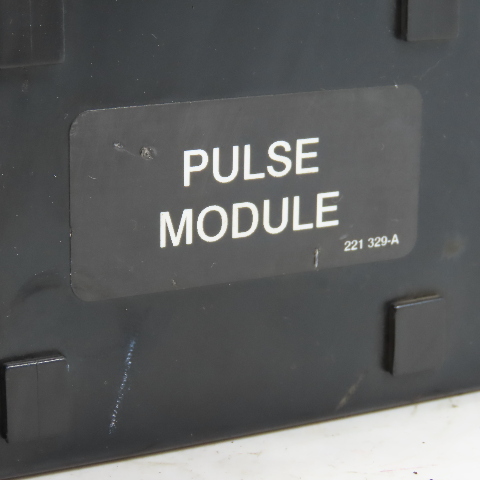 PULSE
MODULE
221 329-A